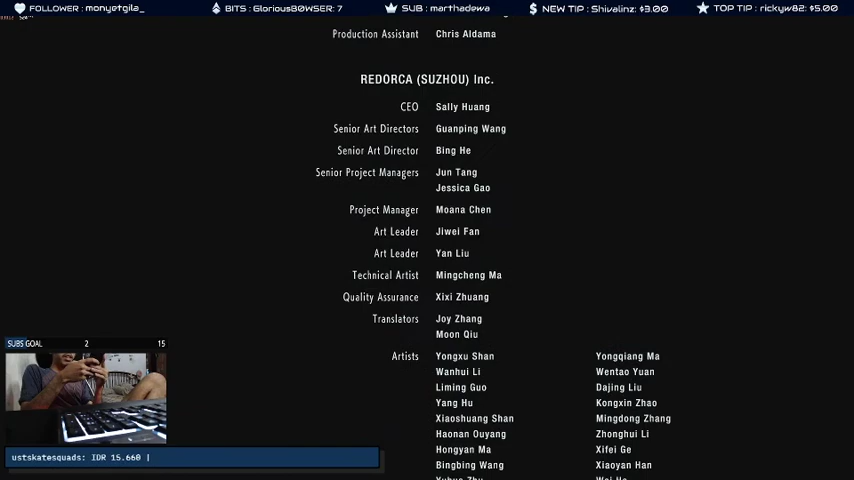 FOLLOWER : monyetgila_ BITS : Glorious80WSER: 7 SUB : marthadewa NEW TIP : Shivalinz: $3.00 TOP TIP : rickyw82: $5.00
Production Assistant Chris Aldama
REDORCA (SUZHOU) Inc.
CEO Sally Huang
Senior Art Directors Guanping Wang
Senior Art Director Bing He
Senior Project Managers Jun Tang
Jessica Gao
Project Manager Moana Chen
Art Leader Jiwei Fan
Art Leader Yan Liu
Technical Artist Mingcheng Ma
Quality Assurance Xixi Zhuang
Translators Joy Zhang
Moon Qiu
SUBS GOAL 2 15
Artists Yongxu Shan Yongqiang Ma
Wanhui Li Wentao Yuan
Liming Guo Dajing Liu
Yang Hu Kongxin Zhao
Xiaoshuang Shan Mingdong Zhang
Haonan Ouyang Zhonghui Li
Hongyan Ma Xifei Ge
ustskatesquads: IDR 15.660 |
Bingbing Wang Xiaoyan Han